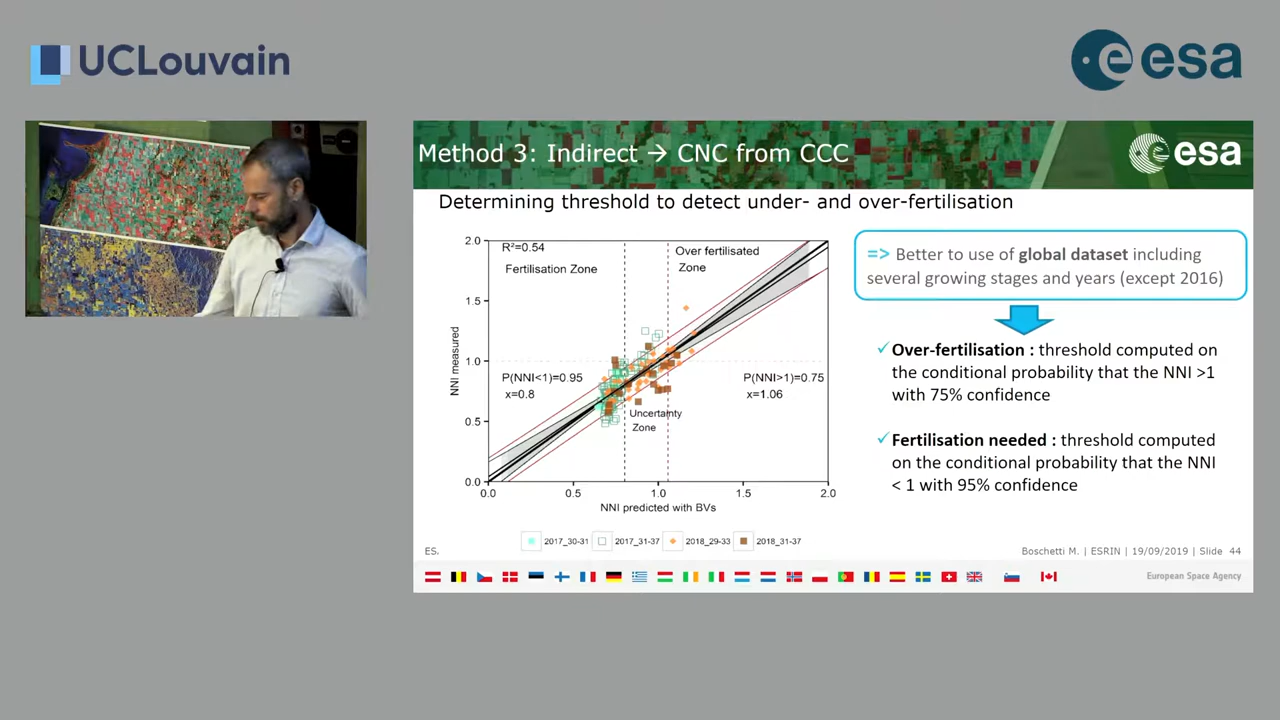 UCLouvain
esa
Method 3: Indirect → CNC from CCC
esa
Determining threshold to detect under- and over-fertilisation
R²=0.54
Fertilisation Zone
Over fertilisated
Zone
P(NNI<1)=0.95
x=0.8
P(NNI>1)=0.75
x=1.06
Uncertainty
Zone
NNI measured
2.0
1.5
1.0
0.5
0.0
0.0 0.5 1.0 1.5 2.0
NNI predicted with BVs
2017_30-31 2017_31-37 2018_29-33 2018_31-37
=> Better to use of global dataset including
several growing stages and years (except 2016)
✓Over-fertilisation : threshold computed on
the conditional probability that the NNI >1
with 75% confidence
✓Fertilisation needed : threshold computed
on the conditional probability that the NNI
< 1 with 95% confidence
ES.
Boschetti M. | ESRIN | 19/09/2019 | Slide 44
European Space Agency